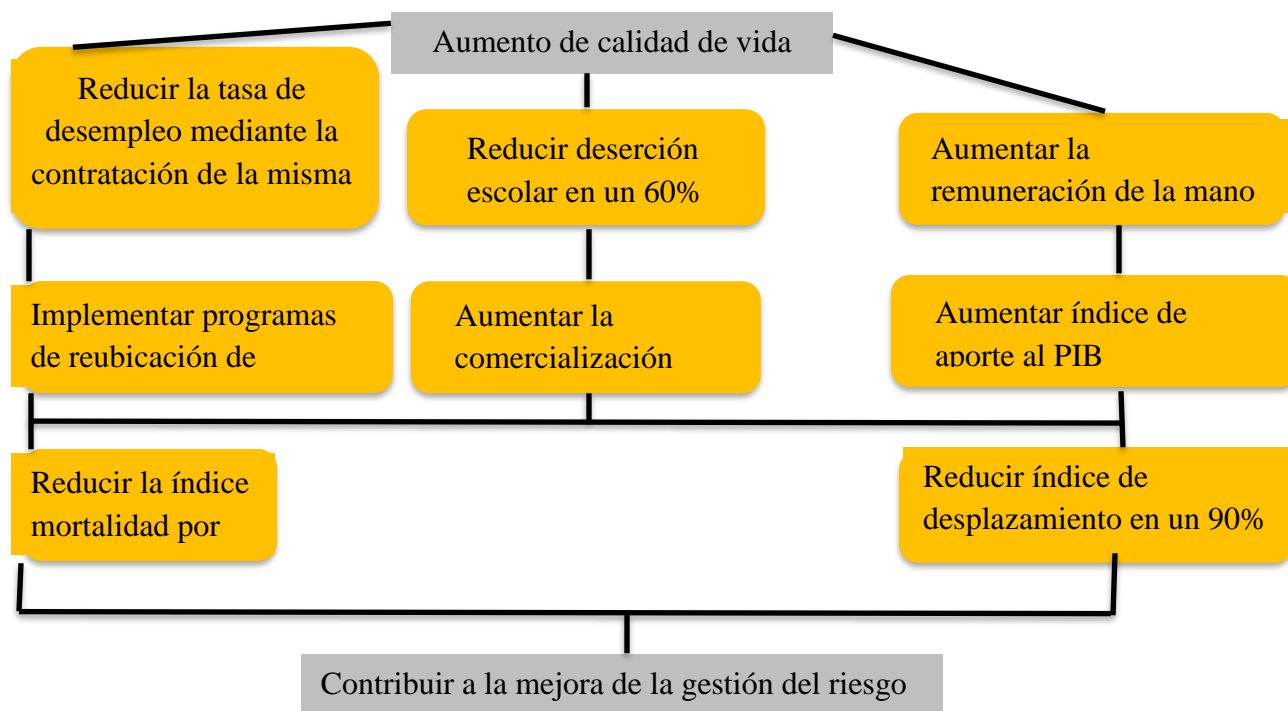 Aumento de calidad de vida
Reducir la tasa de
desempleo mediante la
contratación de la misma
Reducir deserción
escolar en un 60%
Aumentar la
remuneración de la mano
Implementar programas
de reubicación de
Aumentar la
comercialización
Aumentar índice de
aporte al PIB
Reducir la índice
mortalidad por
Reducir índice de
desplazamiento en un 90%
Contribuir a la mejora de la gestión del riesgo